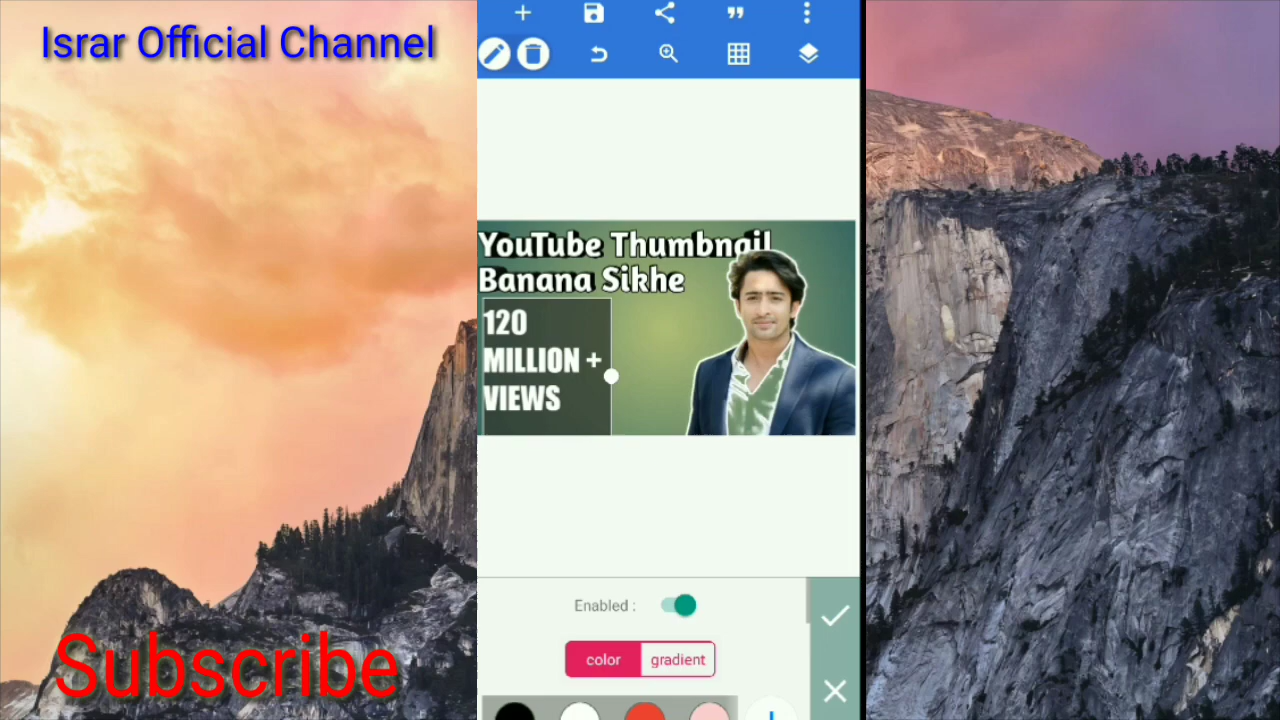 Israr Official Channel
YouTube Thumbnail
Banana Sikhe
120
MILLION +
VIEWS
Enabled :
color
gradient
Subscribe